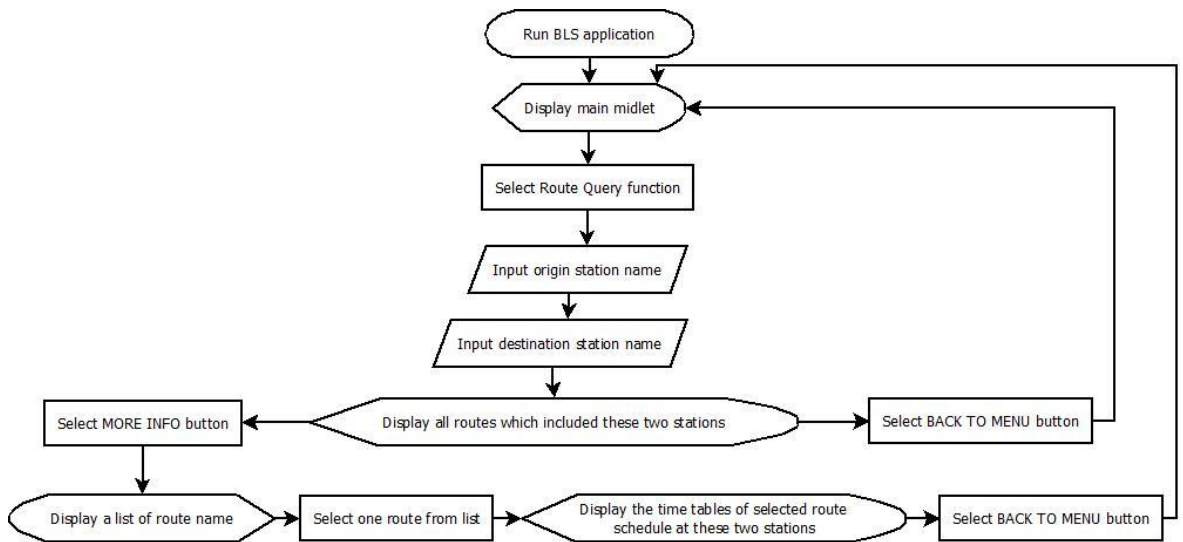 Run BLS application
Display main midlet
Select Route Query function
Input origin station name
Input destination station name
Select MORE INFO button
Display all routes which included these two stations
Select BACK TO MENU button
Display a list of route name
Select one route from list
Display the time tables of selected route
schedule at these two stations
Select BACK TO MENU button